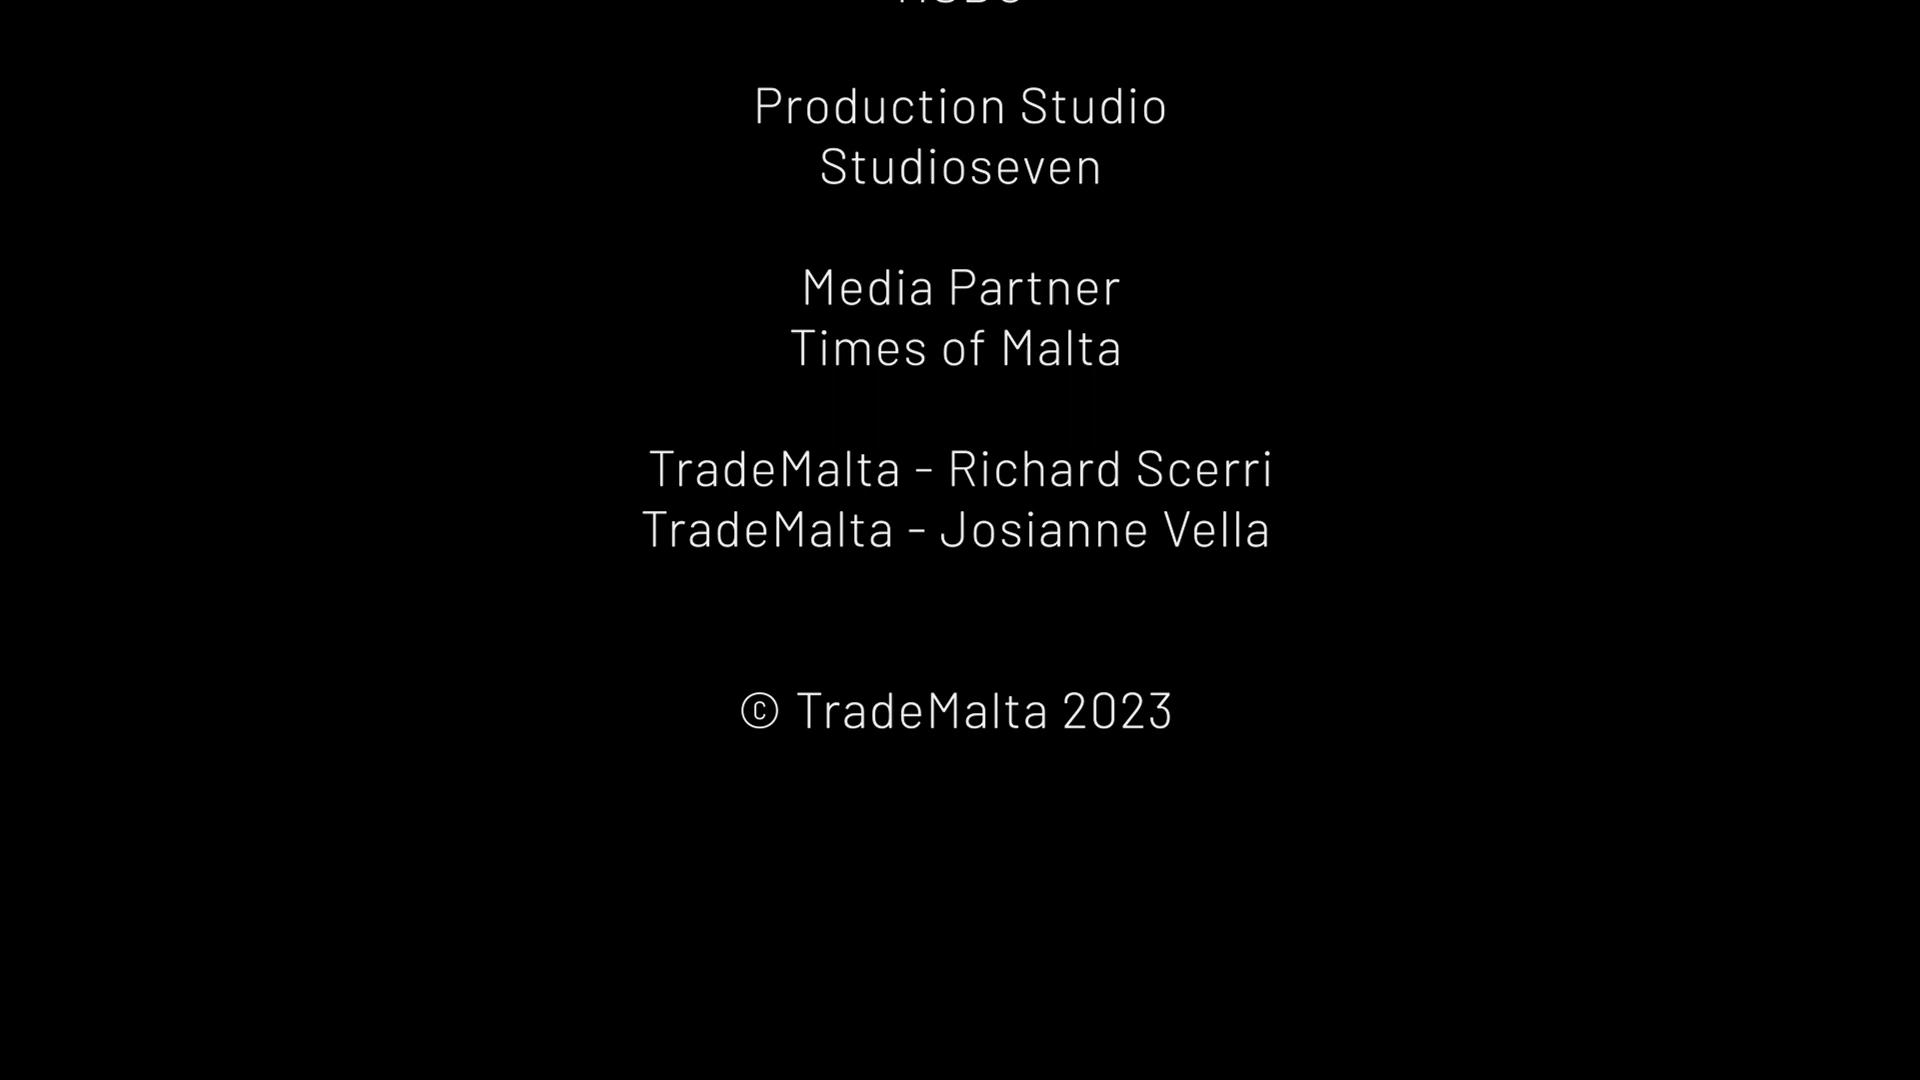 Production Studio
Studioseven
Media Partner
Times of Malta
TradeMalta - Richard Scerri
TradeMalta - Josianne Vella
© TradeMalta 2023